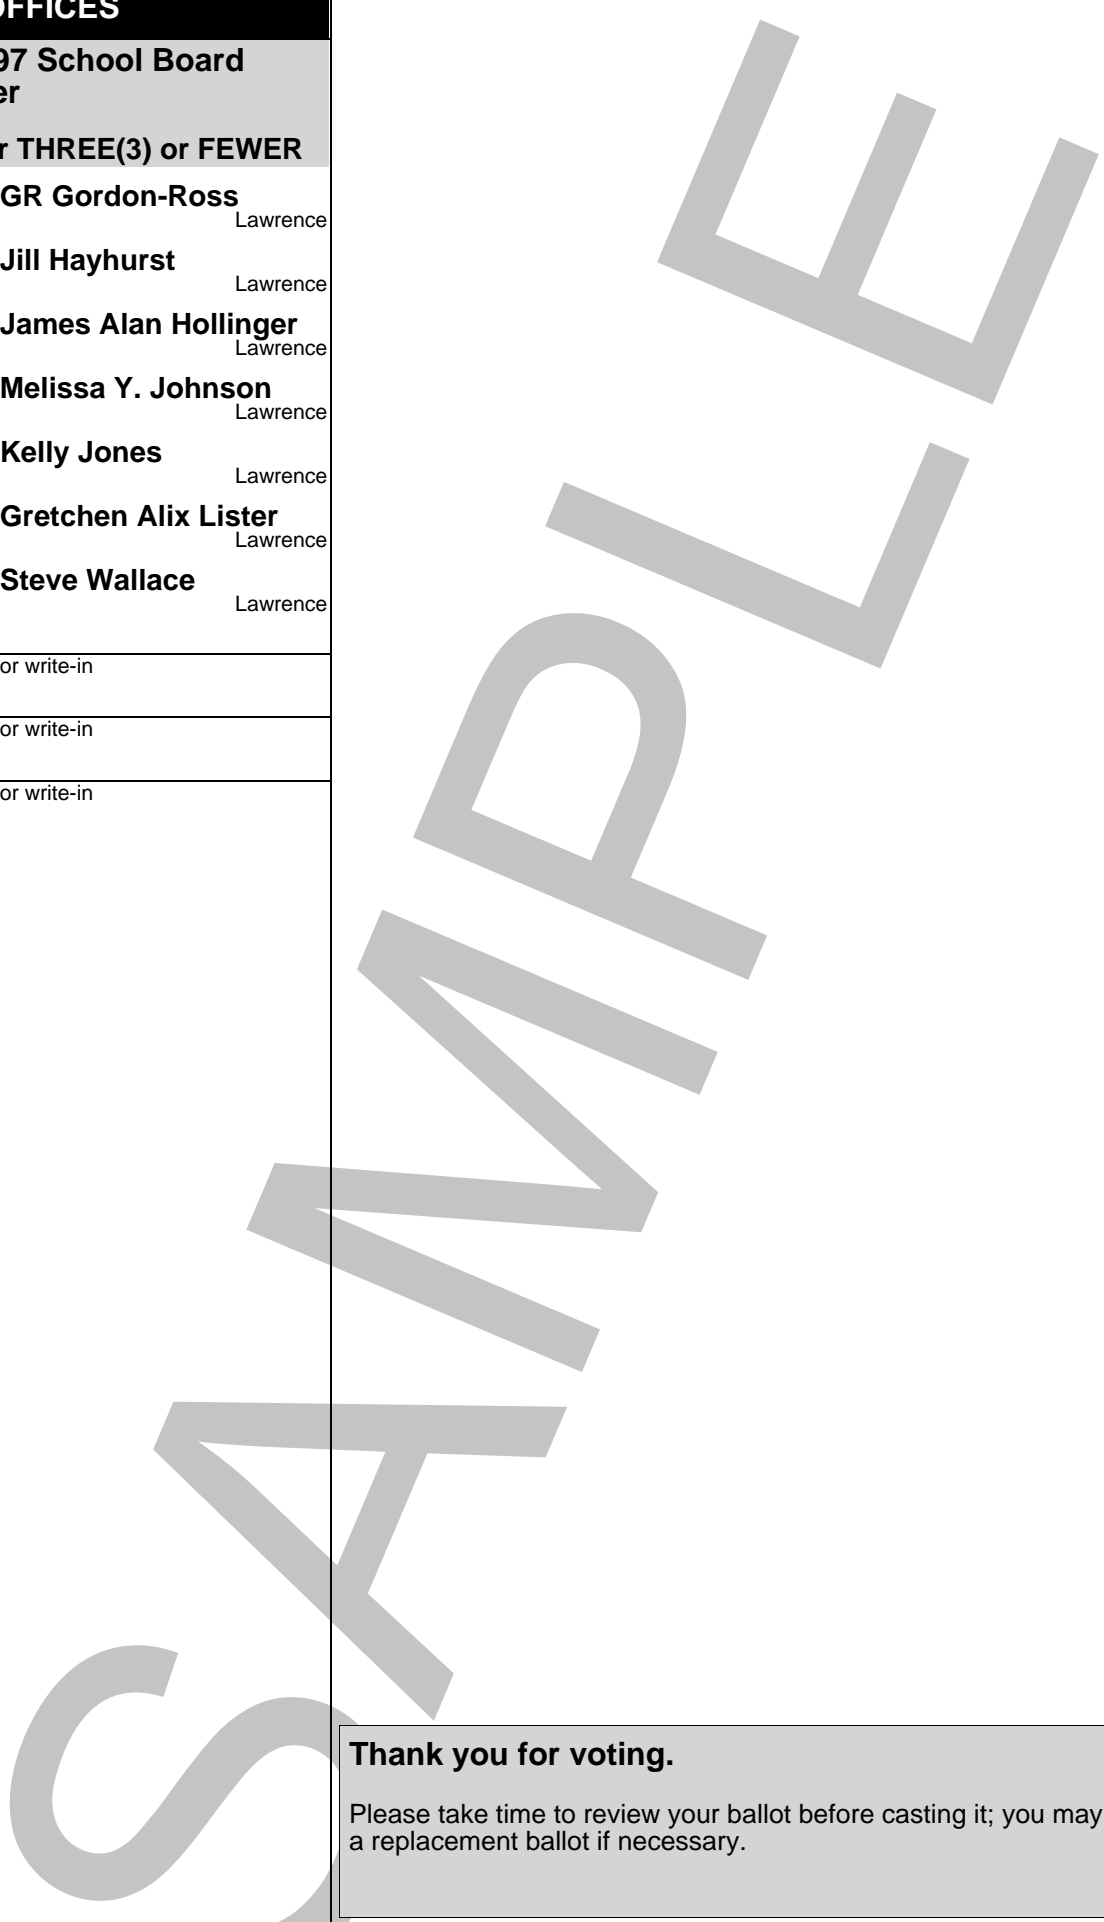 OFFICES
97 School Board
er
r THREE(3) or FEWER
GR Gordon-Ross
Lawrence
Jill Hayhurst
Lawrence
James Alan Hollinger
Lawrence
Melissa Y. Johnson
Lawrence
Kelly Jones
Lawrence
Gretchen Alix Lister
Lawrence
Steve Wallace
Lawrence
or write-in
or write-in
or write-in
SAMPLE
Thank you for voting.
Please take time to review your ballot before casting it; you may
a replacement ballot if necessary.